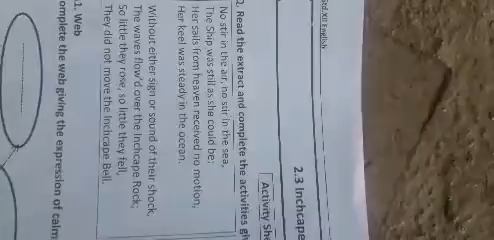 Std.XII English
2.3 Inchcape
Activity She
2. Read the extract and complete the activities giv
No stir in the air, no stir in the sea,
The Ship was still as she could be;
Her sails from heaven received no motion,
Her keel was steady in the ocean.
Without either sign or sound of their shock,
The waves flow'd over the Inchcape Rock;
So little they rose, so little they fell,
They did not move the Inchcape Bell.
1. Web
omplete the web giving the expression of calm